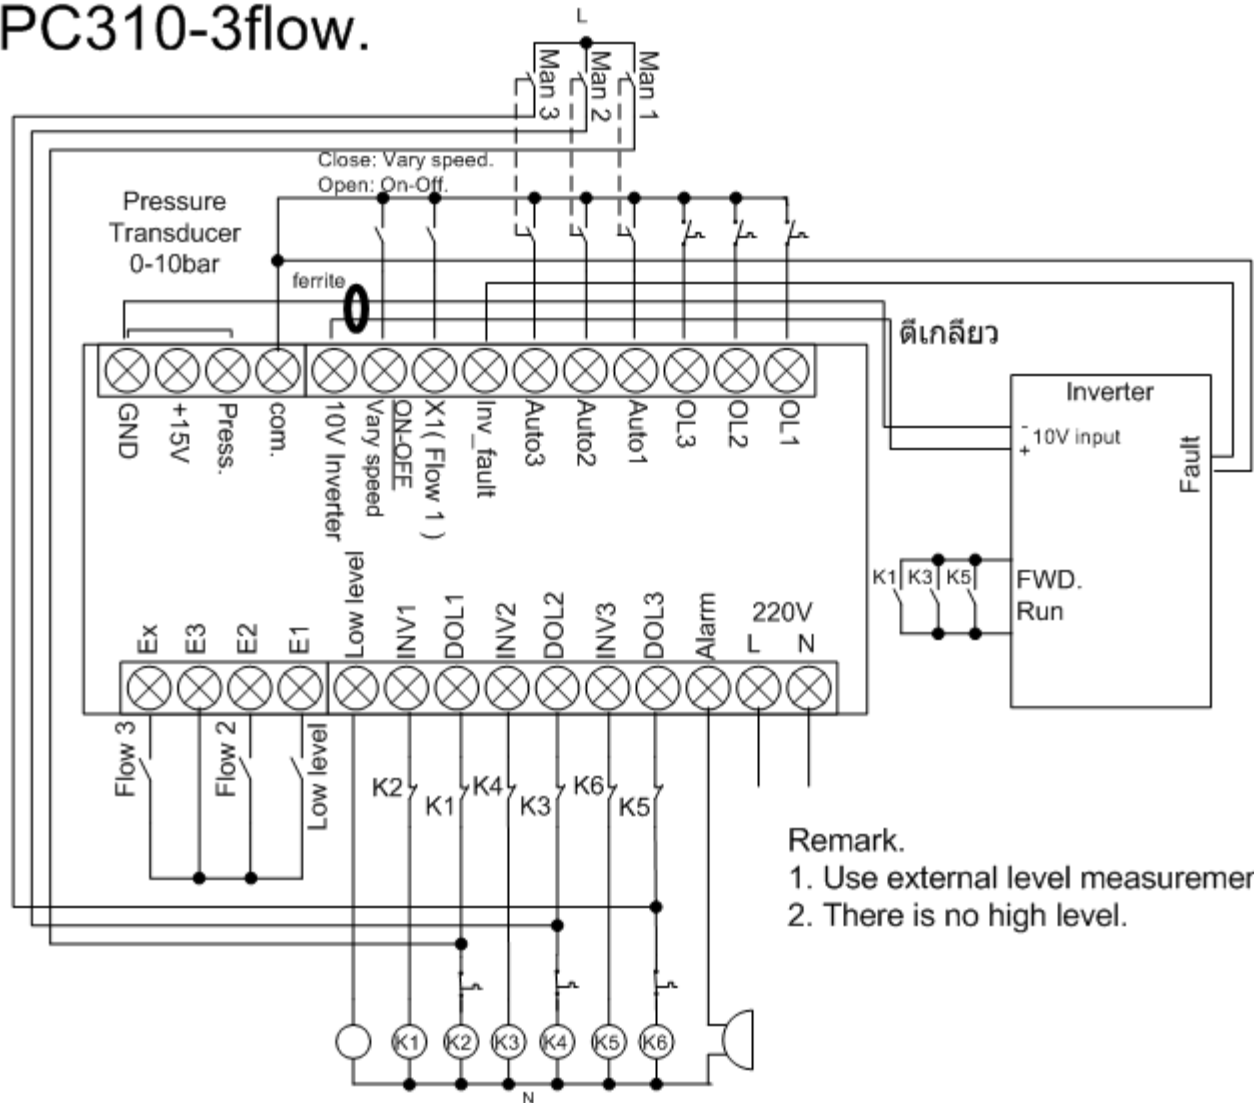 PC310-3flow.
L
Man 3
Man 2
Man 1
Close: Vary speed.
Open: On-Off.
Pressure
Transducer
0-10bar
ferrite
ตีเกลียว
GND
+15V
Press.
com.
10V Inverter
Vary speed
ON-OFF
X1( Flow 1 )
Inv_fault
Auto3
Auto2
Auto1
OL3
OL2
OL1
Inverter
-
10V input
+
Fault
K1
K3
K5
FWD.
Run
Ex
E3
E2
E1
Low level
INV1
DOL1
INV2
DOL2
INV3
DOL3
Alarm
220V
L
N
Flow 3
Flow 2
Low level
K2
K1
K4
K3
K6
K5
Remark.
1. Use external level measuremer
2. There is no high level.
K1
K2
K3
K4
K5
K6
N